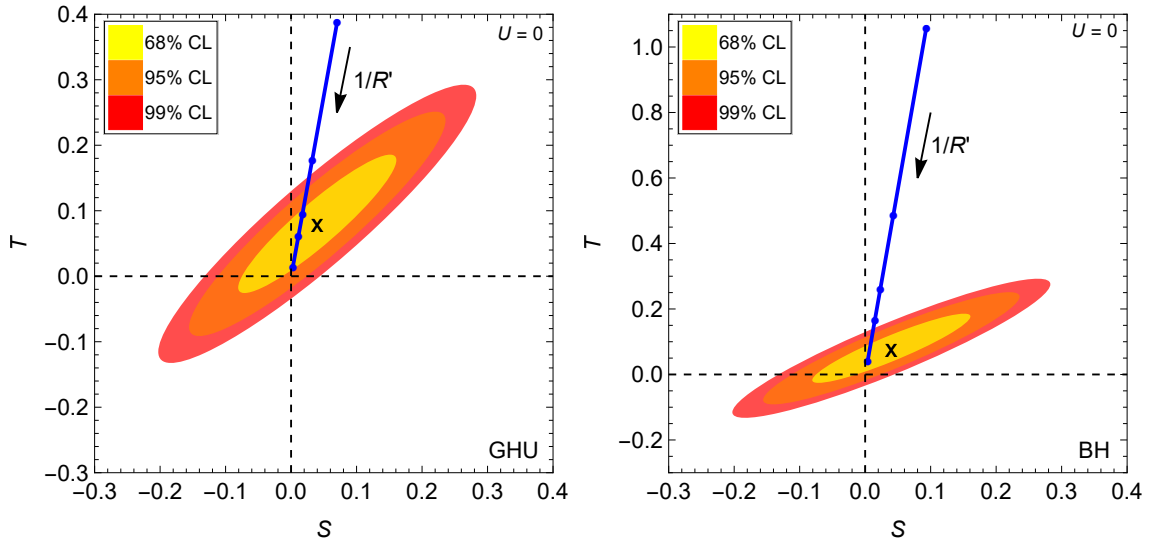 68% CL
95% CL
99% CL
U = 0
1/R'
X
GHU
0.4
0.3
0.2
0.1
0.0
−0.1
−0.2
−0.3
T
−0.3 −0.2 −0.1 0.0 0.1 0.2 0.3 0.4
S
68% CL
95% CL
99% CL
U = 0
1/R'
X
BH
1.0
0.8
0.6
0.4
0.2
0.0
−0.2
T
−0.3 −0.2 −0.1 0.0 0.1 0.2 0.3 0.4
S